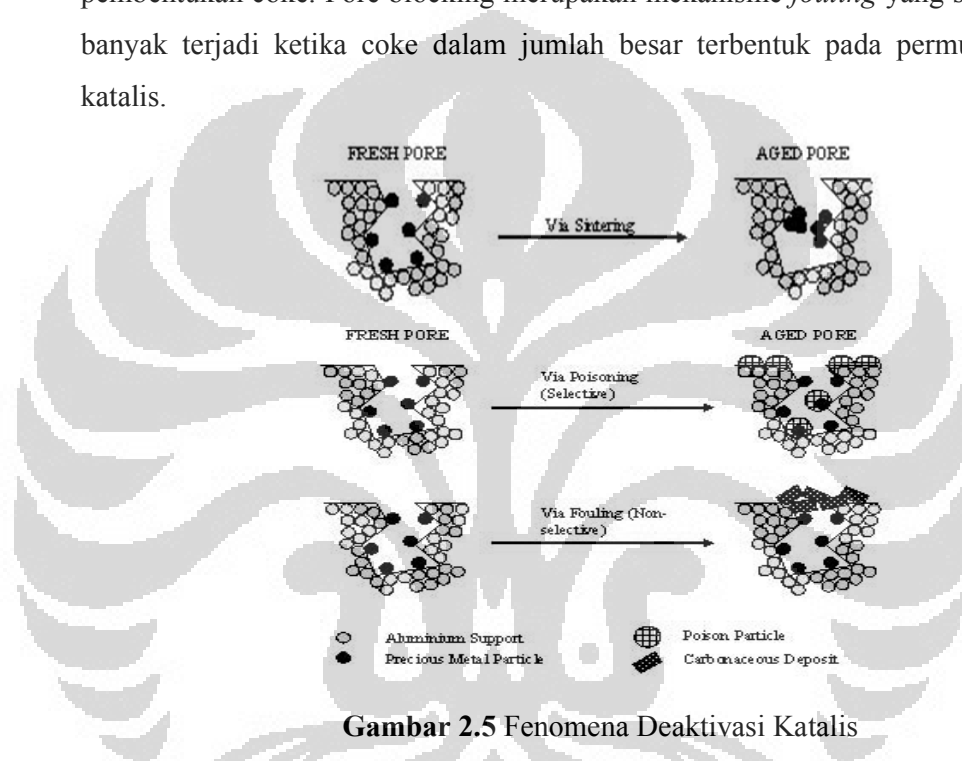 pembentukan coke. Pore blocking merupakan mekanisme fouling yang
banyak terjadi ketika coke dalam jumlah besar terbentuk pada
katalis.
FRESH PORE
AGED PORE
Via Sintering
FRESH PORE
AGED PORE
Via Poisoning
(Selective)
Via Fouling (Non-
selective)
Aluminium Support
Precious Metal Particle
Poison Particle
Carbonaceous Deposit
Gambar 2.5 Fenomena Deaktivasi Katalis